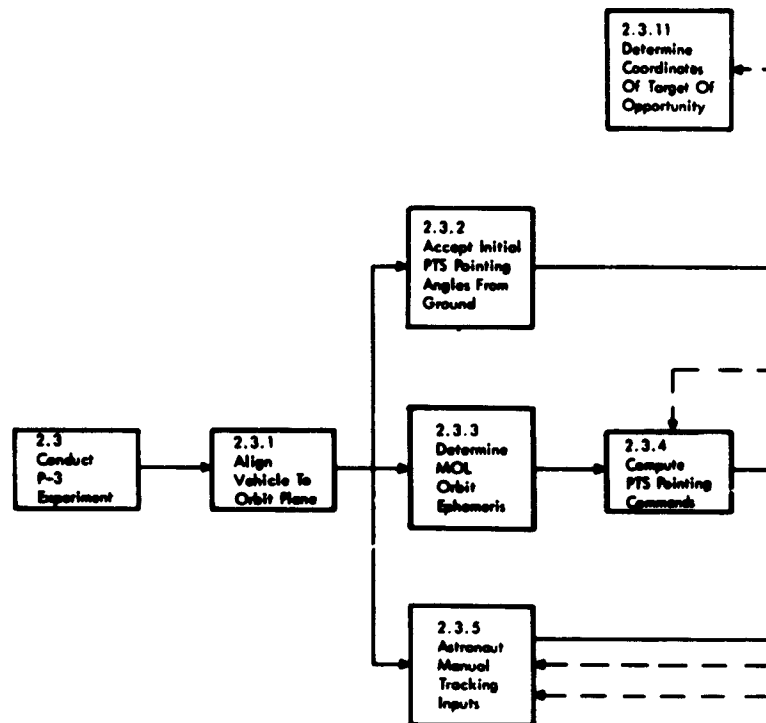 2.3.11
Determine
Coordinates
Of Target Of
Opportunity
2.3.2
Accept Initial
PTS Pointing
Angles From
Ground
2.3
Conduct
P-3
Experiment
2.3.1
Align
Vehicle To
Orbit Plane
2.3.3
Determine
MOL
Orbit
Ephemeris
2.3.4
Compute
PTS Pointing
Commands
2.3.5
Astronaut
Manual
Tracking
Inputs